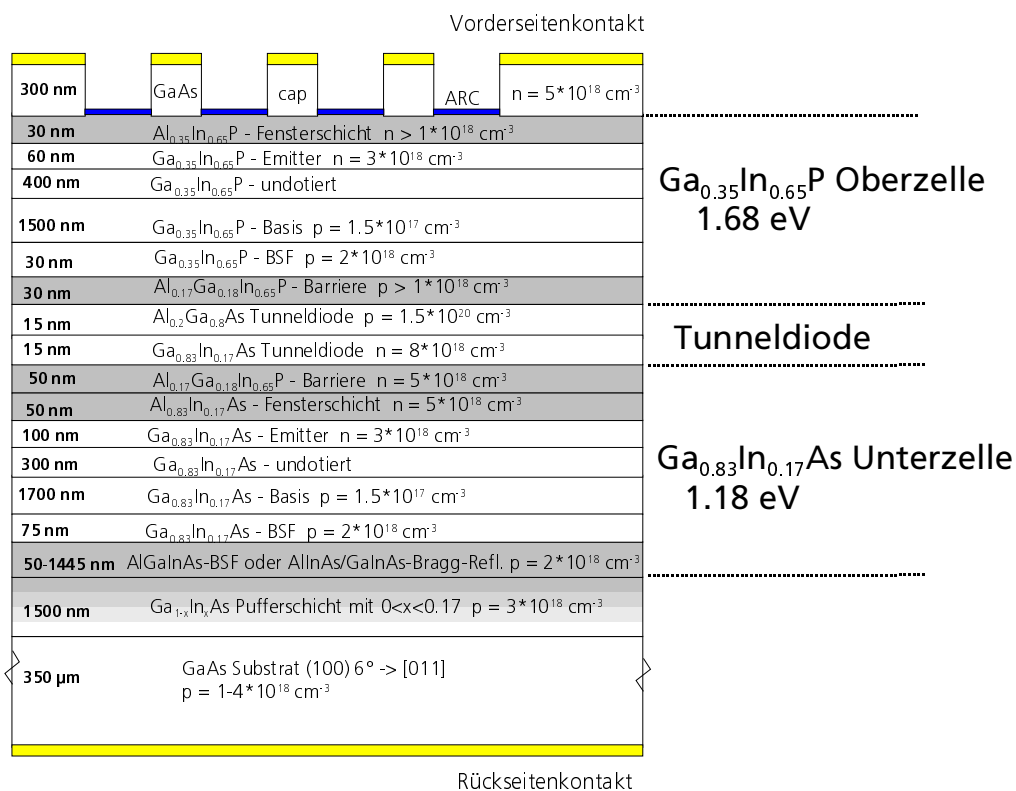 Vorderseitenkontakt
300 nm GaAs cap ARC n = 5*10¹⁸ cm⁻³
30 nm Al₀.₃₅In₀.₆₅P - Fensterschicht n > 1*10¹⁸ cm⁻³
60 nm Ga₀.₃₅In₀.₆₅P - Emitter n = 3*10¹⁸ cm⁻³
400 nm Ga₀.₃₅In₀.₆₅P - undotiert
Ga₀.₃₅In₀.₆₅P Oberzelle
1.68 eV
1500 nm Ga₀.₃₅In₀.₆₅P - Basis p = 1.5*10¹⁷ cm⁻³
30 nm Ga₀.₃₅In₀.₆₅P - BSF p = 2*10¹⁸ cm⁻³
30 nm Al₀.₁₇Ga₀.₁₈In₀.₆₅P - Barriere p > 1*10¹⁸ cm⁻³
15 nm Al₀.₂Ga₀.₈As Tunneldiode p = 1.5*10²⁰ cm⁻³
Tunneldiode
15 nm Ga₀.₈₃In₀.₁₇As Tunneldiode n = 8*10¹⁸ cm⁻³
50 nm Al₀.₁₇Ga₀.₁₈In₀.₆₅P - Barriere n = 5*10¹⁸ cm⁻³
50 nm Al₀.₈₃In₀.₁₇As - Fensterschicht n = 5*10¹⁸ cm⁻³
100 nm Ga₀.₈₃In₀.₁₇As - Emitter n = 3*10¹⁸ cm⁻³
300 nm Ga₀.₈₃In₀.₁₇As - undotiert
Ga₀.₈₃In₀.₁₇As Unterzelle
1.18 eV
1700 nm Ga₀.₈₃In₀.₁₇As - Basis p = 1.5*10¹⁷ cm⁻³
75 nm Ga₀.₈₃In₀.₁₇As - BSF p = 2*10¹⁸ cm⁻³
50-1445 nm AlGaInAs-BSF oder AlInAs/GaInAs-Bragg-Refl. p = 2*10¹⁸ cm⁻³
1500 nm Ga₁₋ₓInₓAs Pufferschicht mit 0<x<0.17 p = 3*10¹⁸ cm⁻³
350 µm GaAs Substrat (100) 6° -> [011]
p = 1-4*10¹⁸ cm⁻³
Rückseitenkontakt